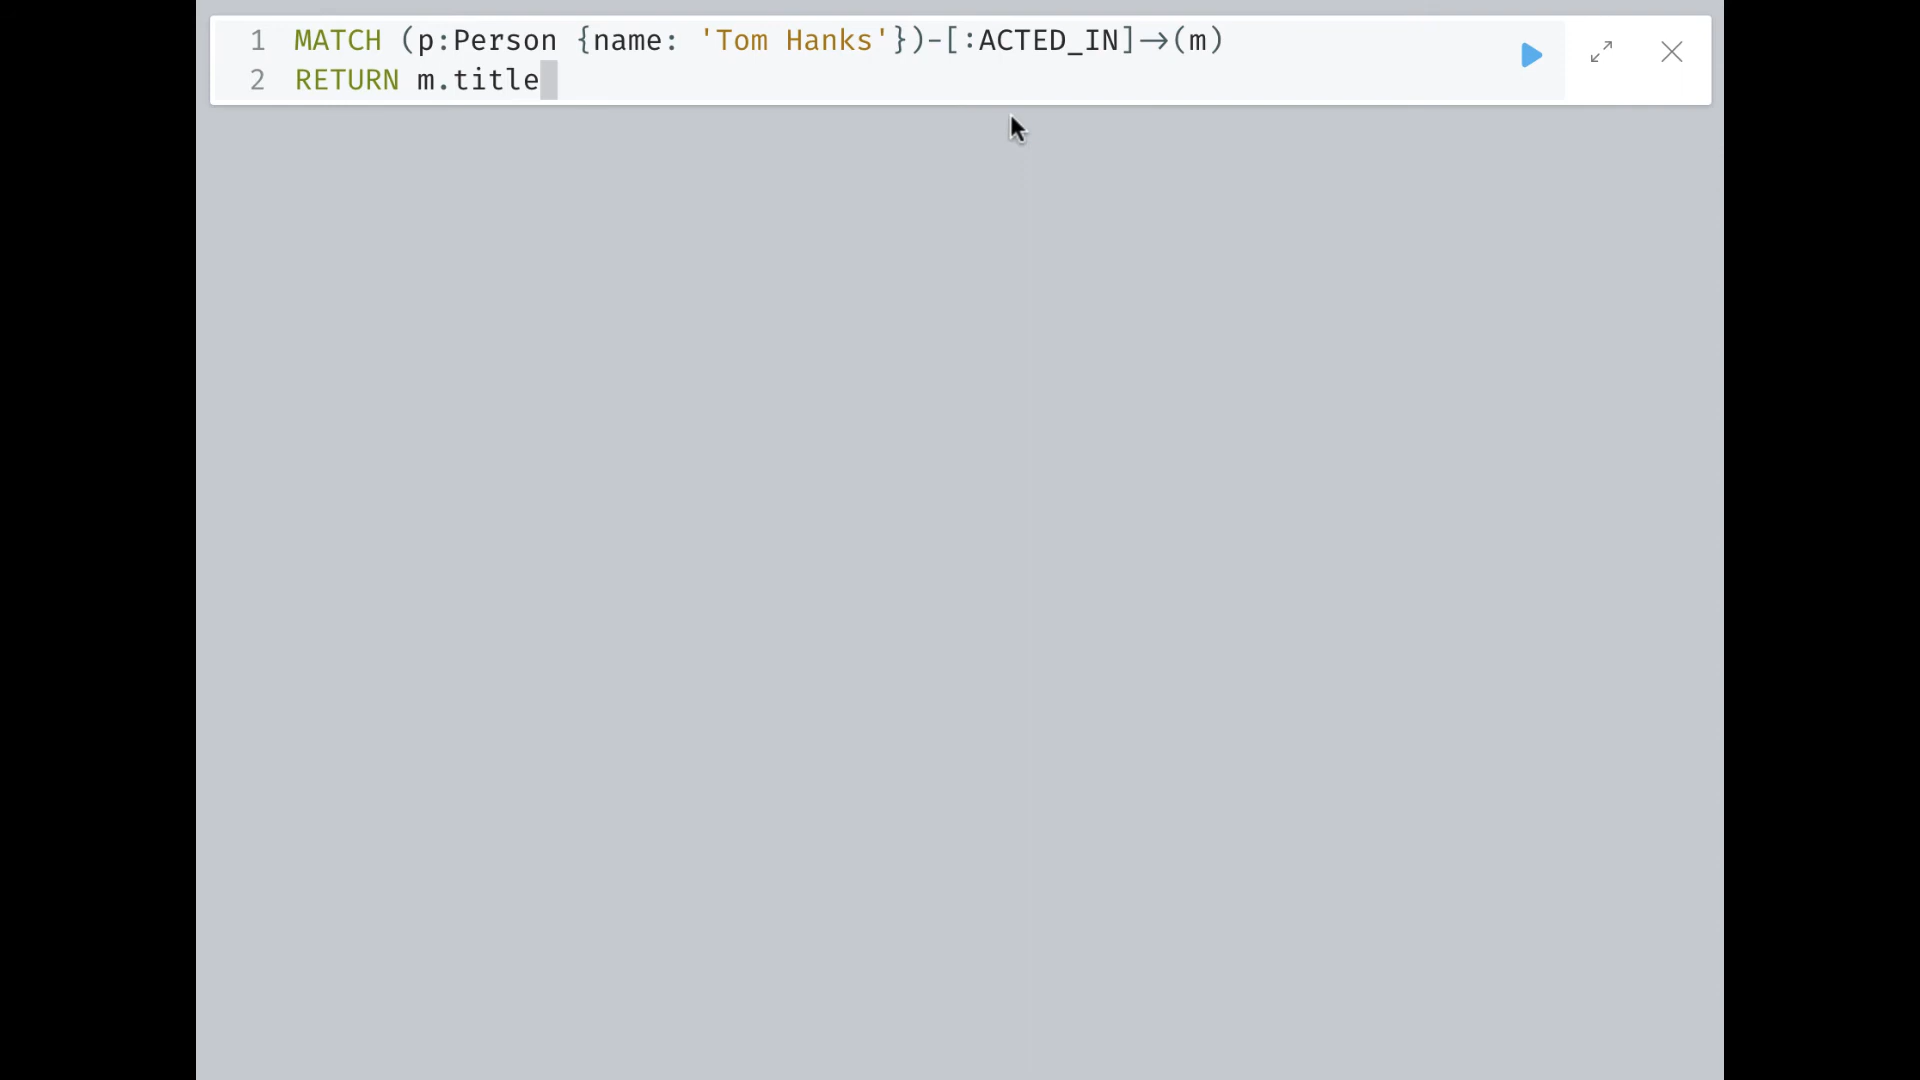 1 MATCH (p:Person {name: 'Tom Hanks'})-[:ACTED_IN]->(m)
2 RETURN m.title